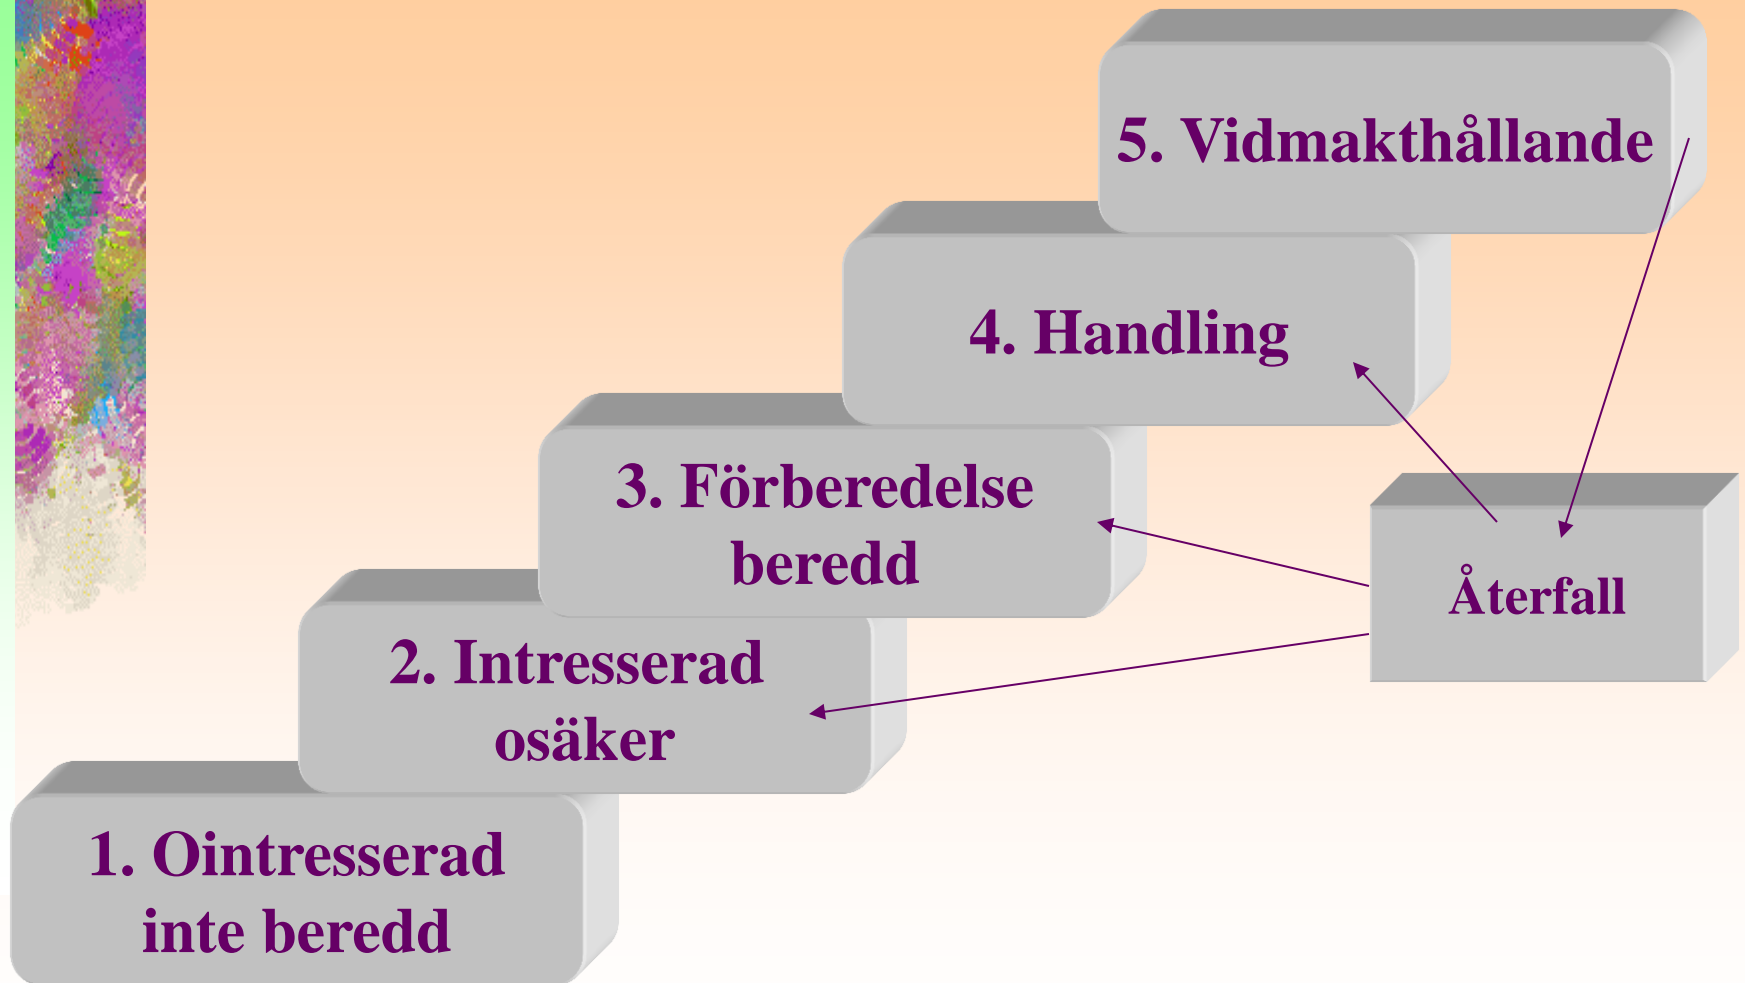 5. Vidmakthållande
4. Handling
3. Förberedelse
beredd
Återfall
2. Intresserad
osäker
1. Ointresserad
inte beredd